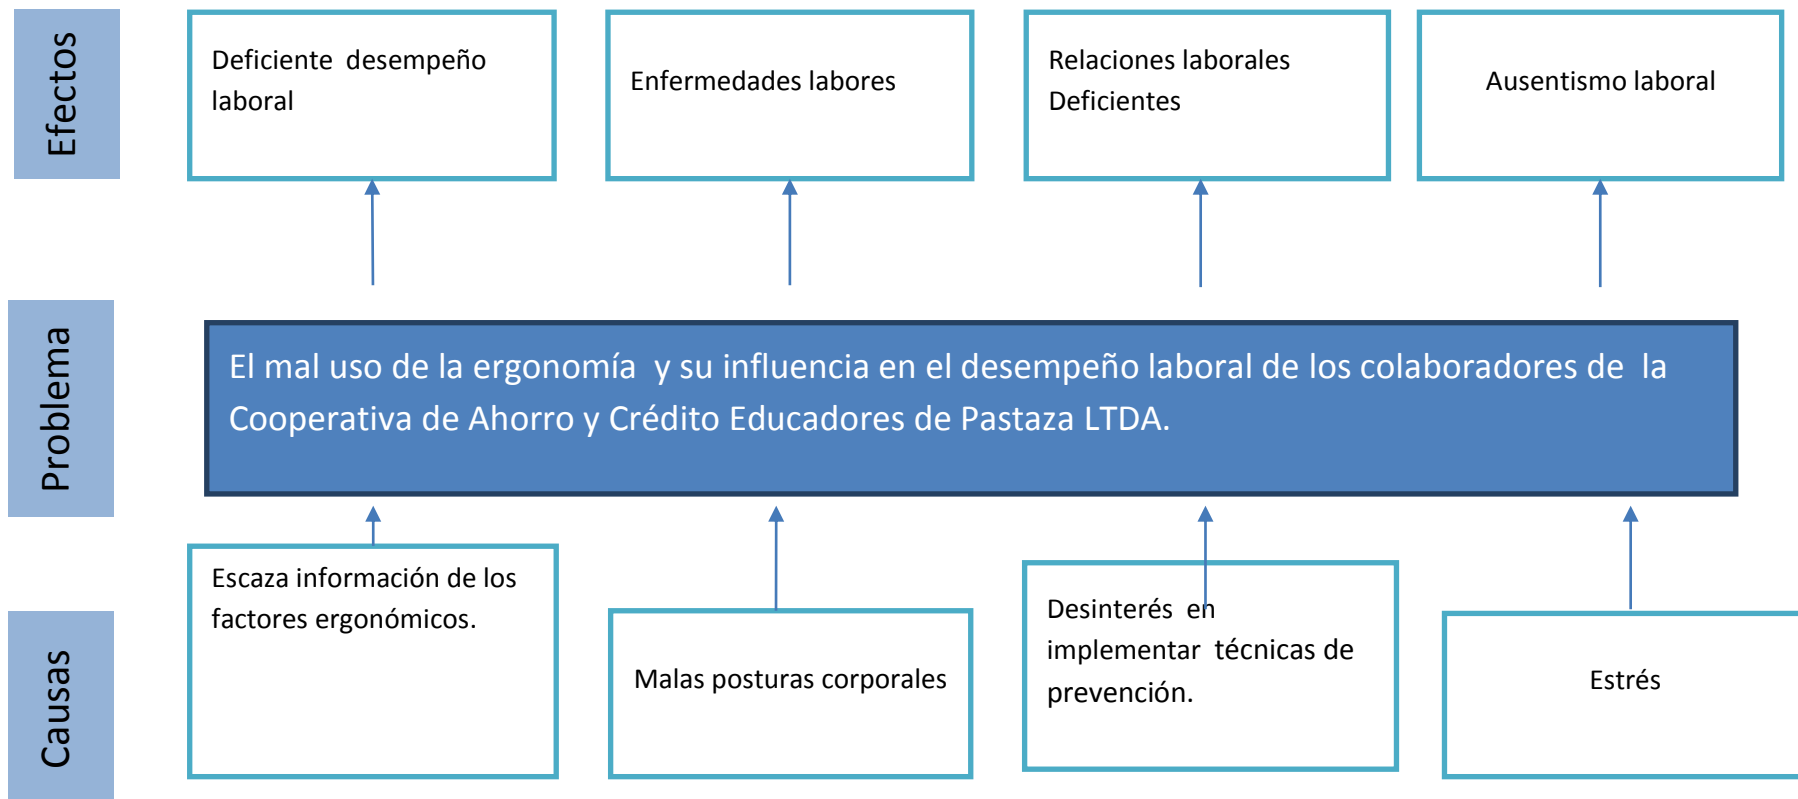 Efectos
Deficiente desempeño
laboral
Enfermedades labores
Relaciones laborales
Deficientes
Ausentismo laboral
Problema
El mal uso de la ergonomía y su influencia en el desempeño laboral de los colaboradores de la
Cooperativa de Ahorro y Crédito Educadores de Pastaza LTDA.
Causas
Escaza información de los
factores ergonómicos.
Malas posturas corporales
Desinterés en
implementar técnicas de
prevención.
Estrés